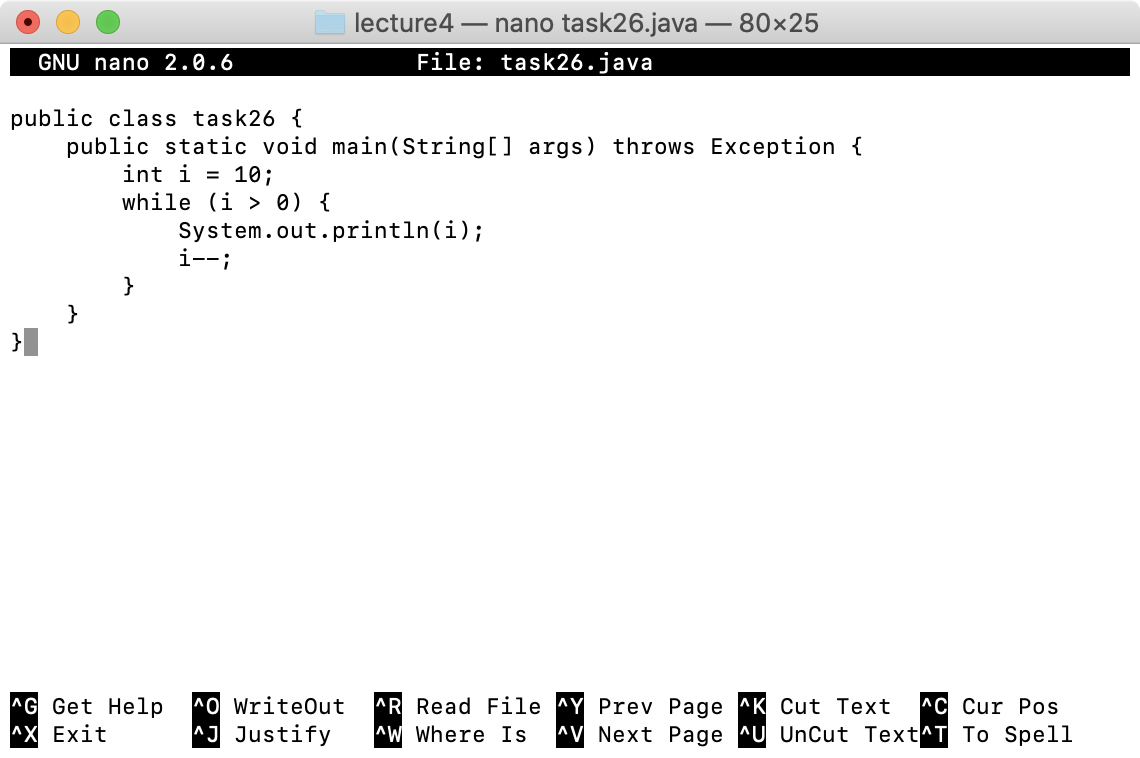 lecture4 — nano task26.java — 80×25
GNU nano 2.0.6 File: task26.java
public class task26 {
    public static void main(String[] args) throws Exception {
        int i = 10;
        while (i > 0) {
            System.out.println(i);
            i--;
        }
    }
}
^G Get Help ^O WriteOut ^R Read File ^Y Prev Page ^K Cut Text ^C Cur Pos
^X Exit ^J Justify ^W Where Is ^V Next Page ^U UnCut Text ^T To Spell